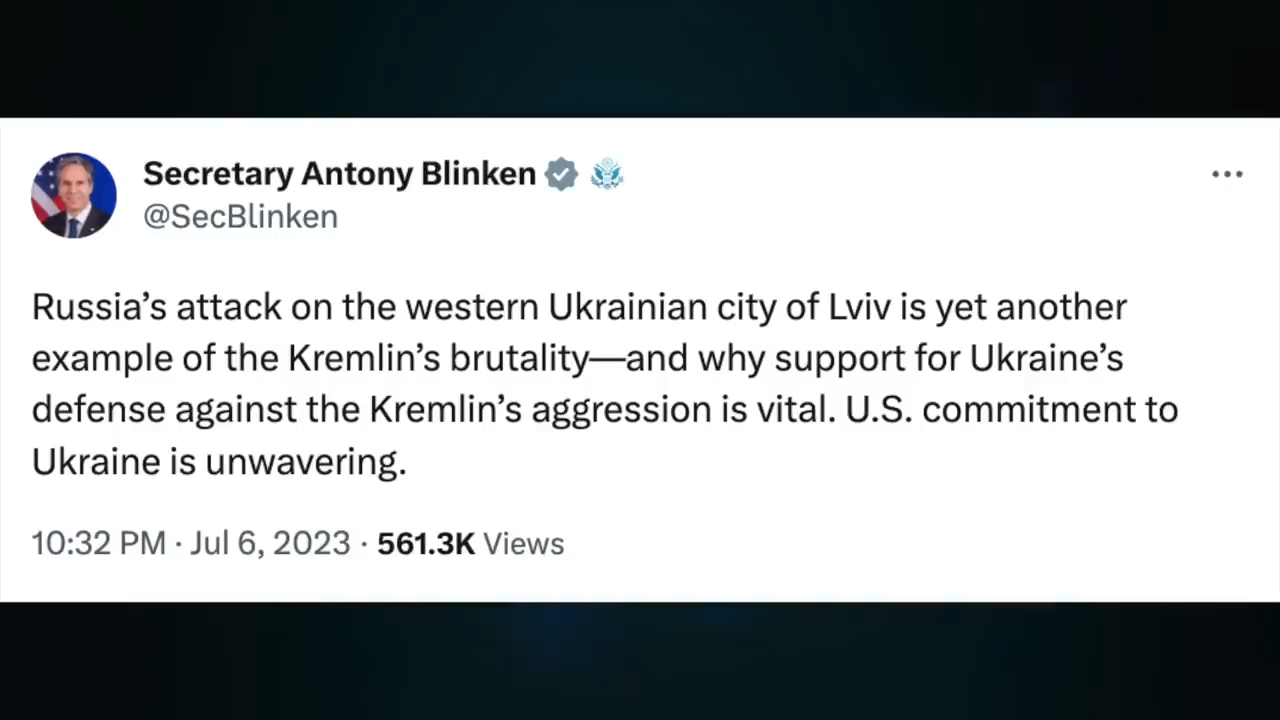 Secretary Antony Blinken
@SecBlinken
Russia’s attack on the western Ukrainian city of Lviv is yet another
example of the Kremlin’s brutality—and why support for Ukraine’s
defense against the Kremlin’s aggression is vital. U.S. commitment to
Ukraine is unwavering.
10:32 PM · Jul 6, 2023 · 561.3K Views